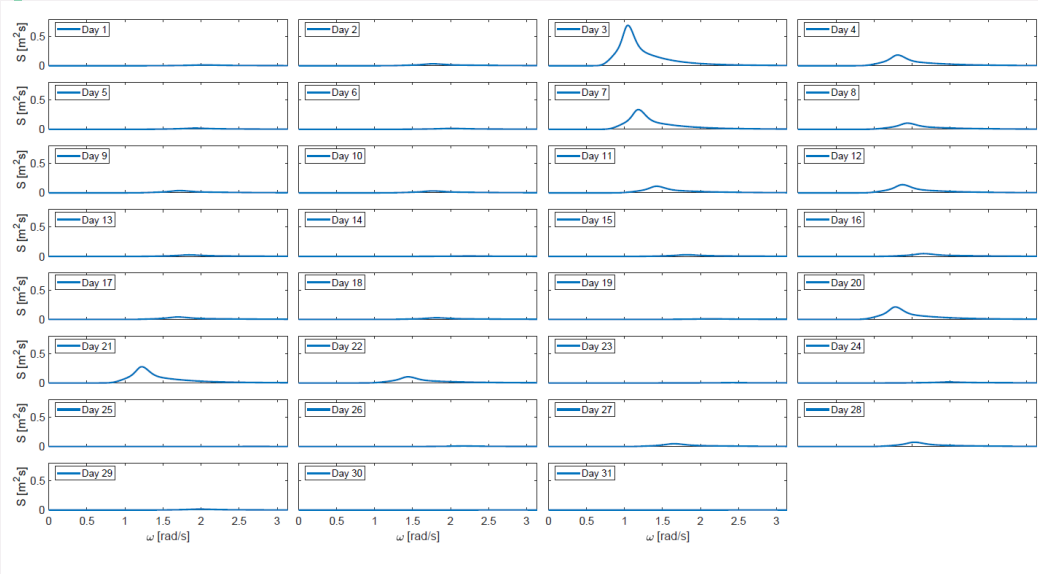 Day 1
Day 2
Day 3
Day 4
0.5
0
S [m²s]
Day 5
Day 6
Day 7
Day 8
0.5
0
S [m²s]
Day 9
Day 10
Day 11
Day 12
0.5
0
S [m²s]
Day 13
Day 14
Day 15
Day 16
0.5
0
S [m²s]
Day 17
Day 18
Day 19
Day 20
0.5
0
S [m²s]
Day 21
Day 22
Day 23
Day 24
0.5
0
S [m²s]
Day 25
Day 26
Day 27
Day 28
0.5
0
S [m²s]
Day 29
Day 30
Day 31
0.5
0
S [m²s]
0 0.5 1 1.5 2 2.5 3
0 0.5 1 1.5 2 2.5 3
0 0.5 1 1.5 2 2.5 3
ω [rad/s]
ω [rad/s]
ω [rad/s]